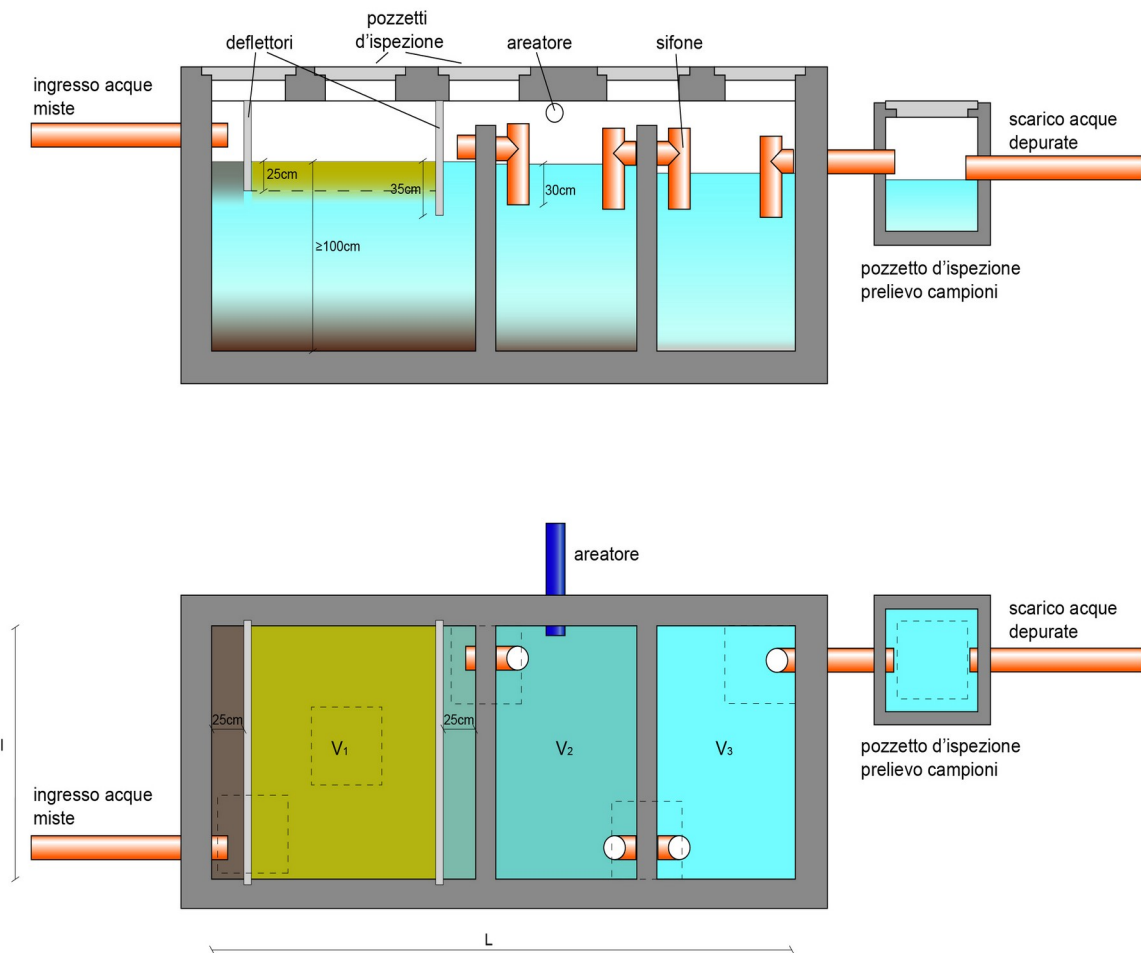 pozzetti
d'ispezione
deflettori
areatore
sifone
ingresso acque
miste
scarico acque
depurate
25cm
35cm
30cm
≥100cm
pozzetto d'ispezione
prelievo campioni
areatore
scarico acque
depurate
25cm
25cm
V1
V2
V3
l
pozzetto d'ispezione
prelievo campioni
ingresso acque
miste
L